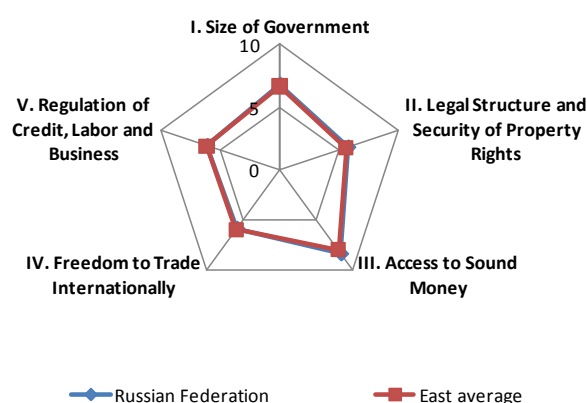 I. Size of Government
10
5
0
II. Legal Structure and
Security of Property
Rights
III. Access to Sound
Money
IV. Freedom to Trade
Internationally
V. Regulation of
Credit, Labor and
Business
Russian Federation
East average